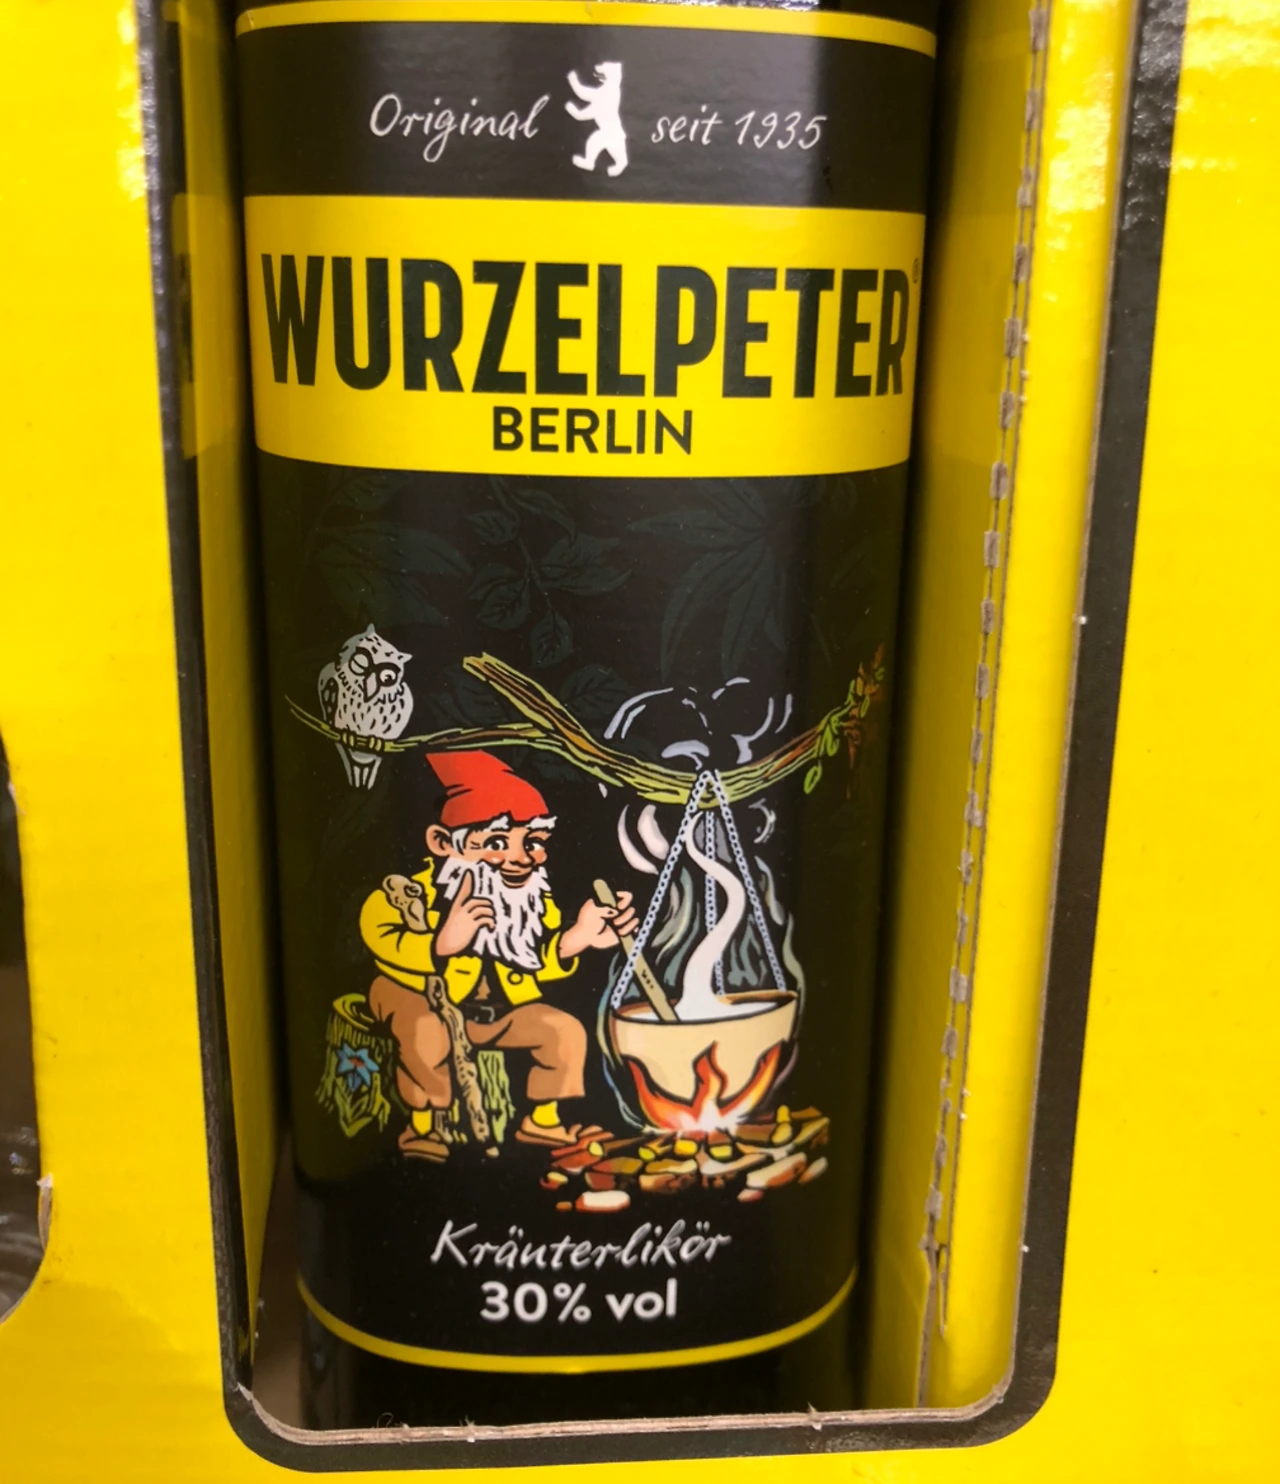 Original seit 1935
WURZELPETER®
BERLIN
Kräuterlikör
30% vol